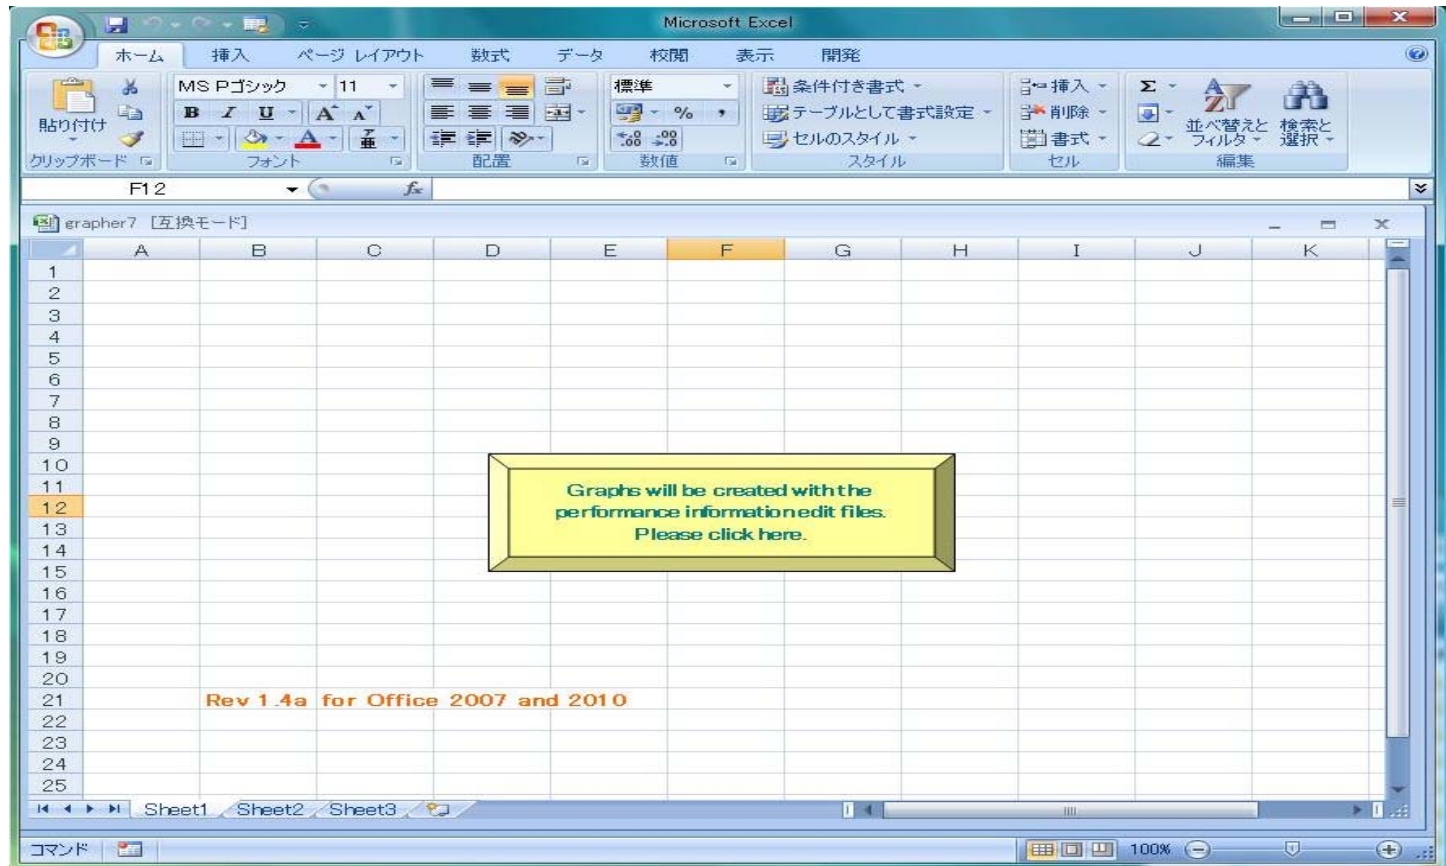 Microsoft Excel
ホーム 挿入 ページ レイアウト 数式 データ 校閲 表示 開発
貼り付け
クリップボード
MS Pゴシック 11
B I U A A
A 亜
フォント
配置
標準
% ,
.0 .00
.00 .0
数値
条件付き書式
テーブルとして書式設定
セルのスタイル
スタイル
挿入
削除
書式
セル
Σ
並べ替えと
フィルタ
検索と
選択
編集
F12 fx
grapher7 [互換モード]
A B C D E F G H I J K
1
2
3
4
5
6
7
8
9
10
11
12
13
14
15
16
17
18
19
20
21
22
23
24
25
Graphs will be created with the
performance information edit files.
Please click here.
Rev 1.4a for Office 2007 and 2010
Sheet1 Sheet2 Sheet3
コマンド 100%